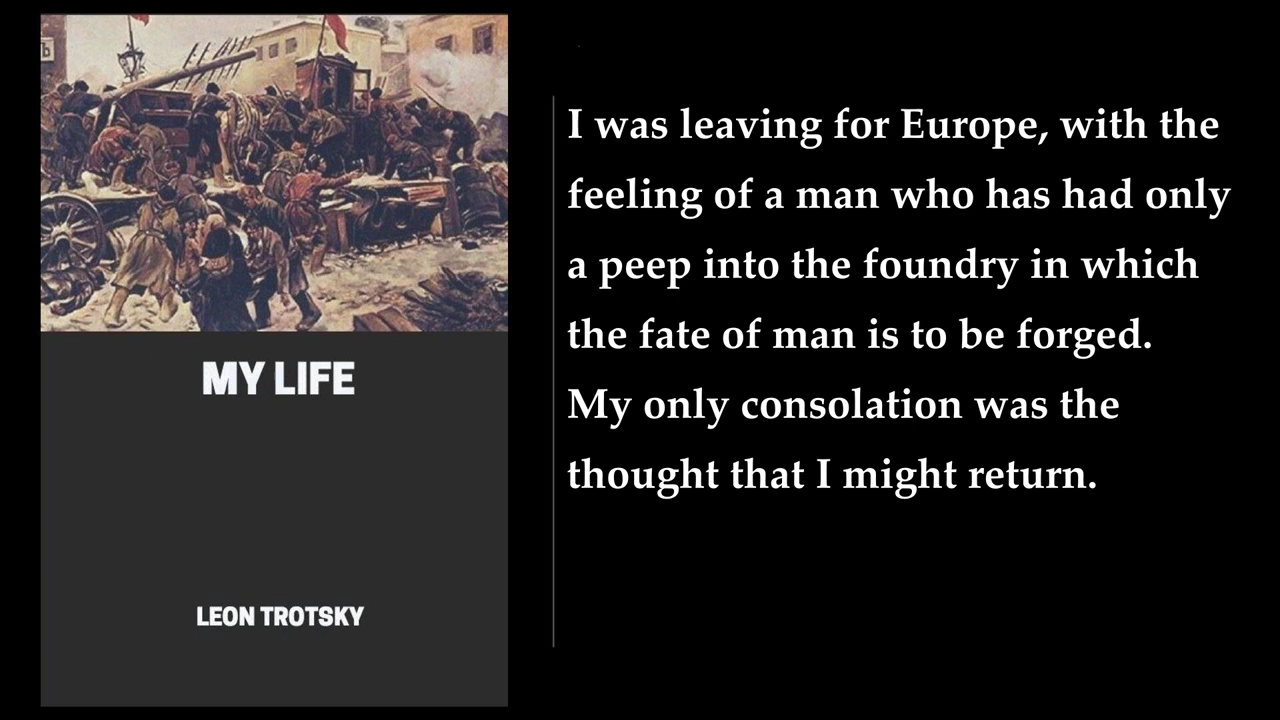 Ъ
MY LIFE
LEON TROTSKY
I was leaving for Europe, with the
feeling of a man who has had only
a peep into the foundry in which
the fate of man is to be forged.
My only consolation was the
thought that I might return.